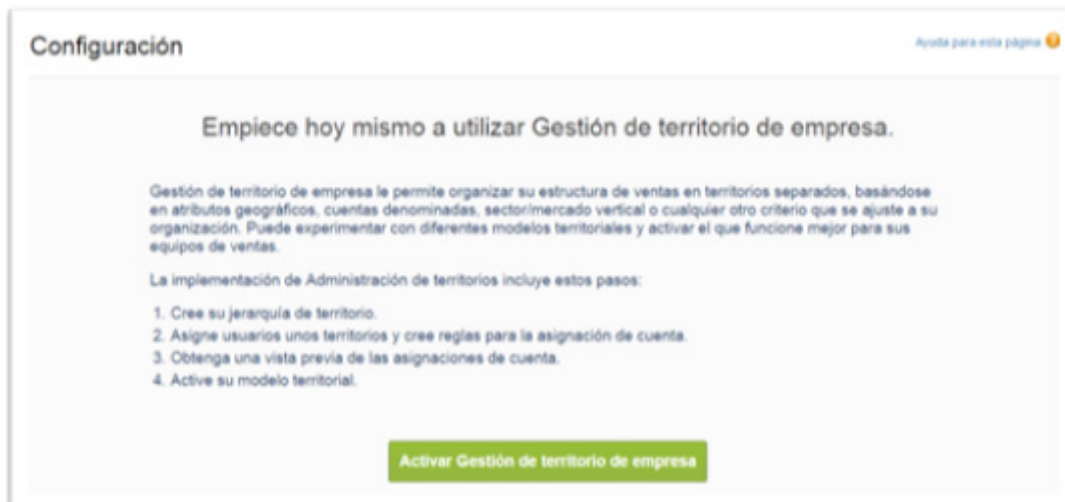 Configuración
Ayuda para esta página ?
Empiece hoy mismo a utilizar Gestión de territorio de empresa.
Gestión de territorio de empresa le permite organizar su estructura de ventas en territorios separados, basándose
en atributos geográficos, cuentas denominadas, sector/mercado vertical o cualquier otro criterio que se ajuste a su
organización. Puede experimentar con diferentes modelos territoriales y activar el que funcione mejor para sus
equipos de ventas.
La implementación de Administración de territorios incluye estos pasos:
1. Cree su jerarquía de territorio.
2. Asigne usuarios unos territorios y cree reglas para la asignación de cuenta.
3. Obtenga una vista previa de las asignaciones de cuenta.
4. Active su modelo territorial.
Activar Gestión de territorio de empresa